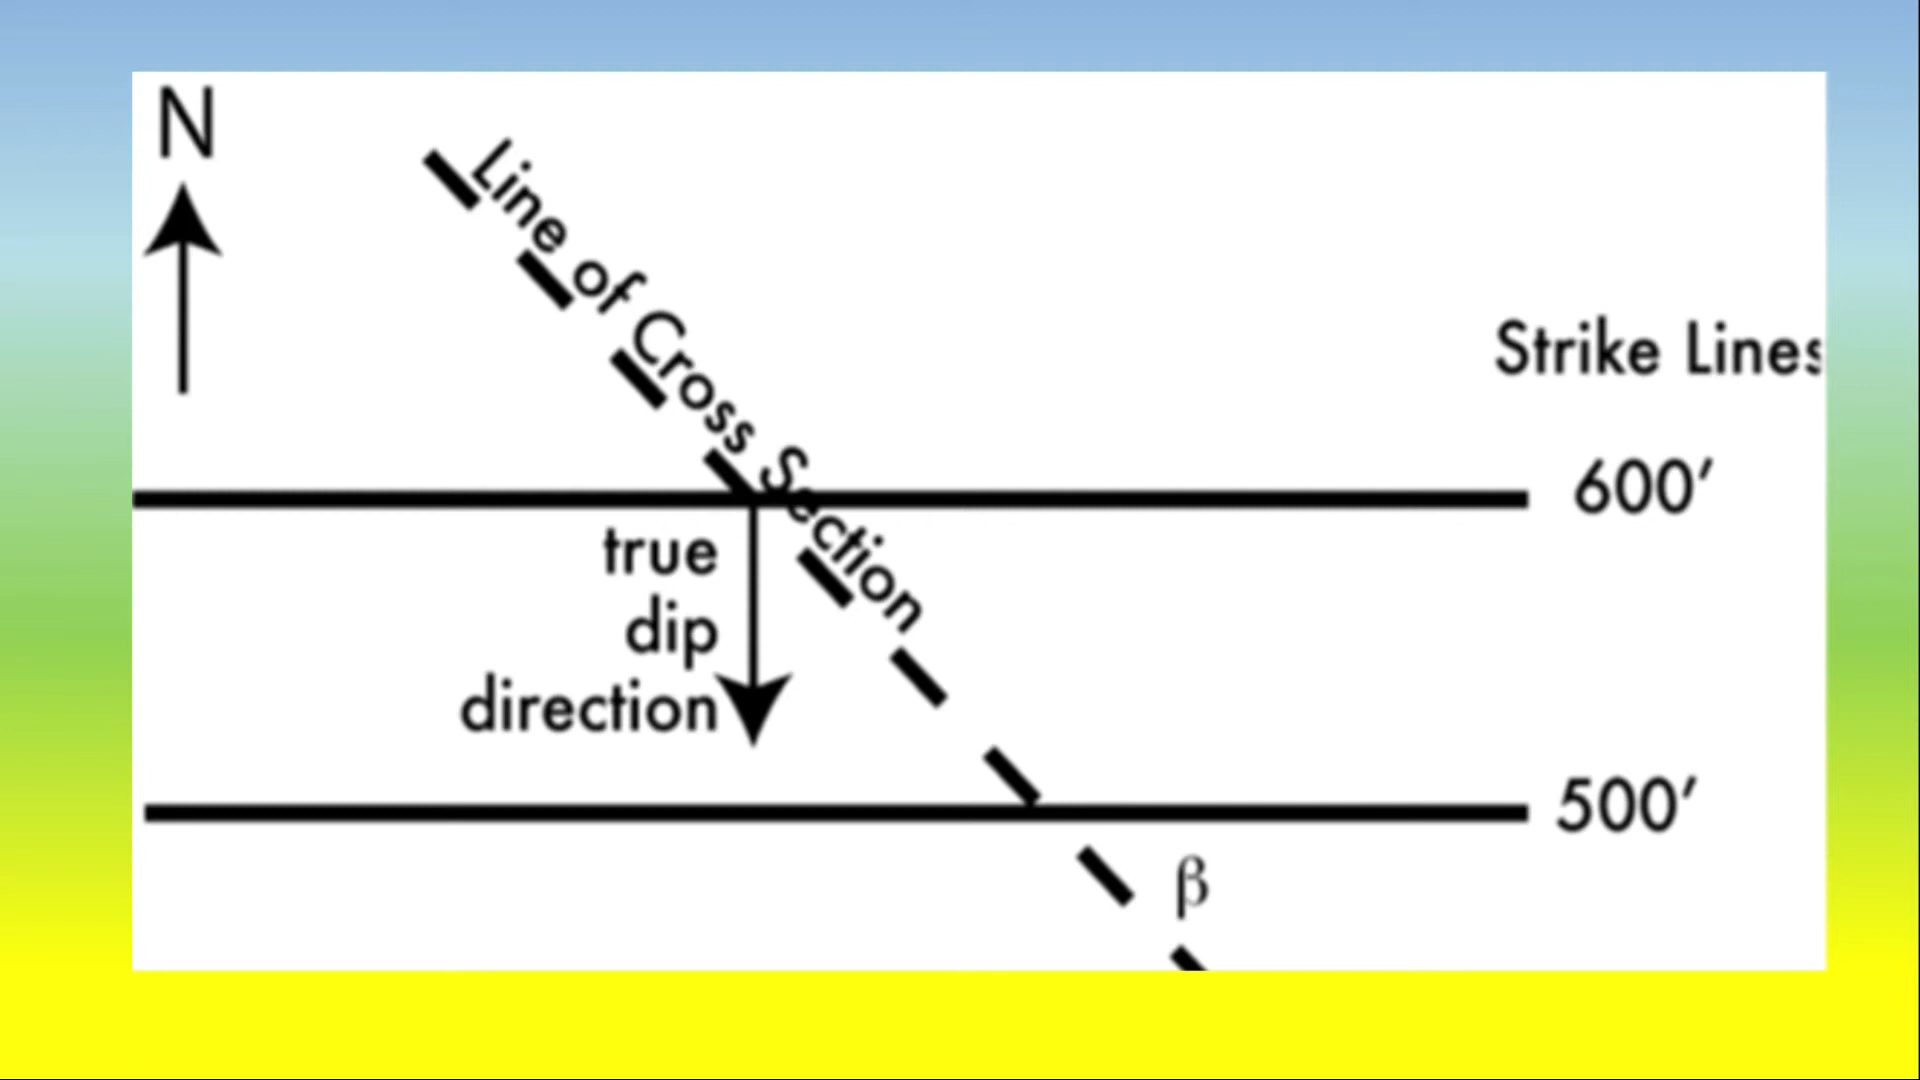 N
Line of Cross Section
Strike Lines
600′
true
dip
direction
500′
β